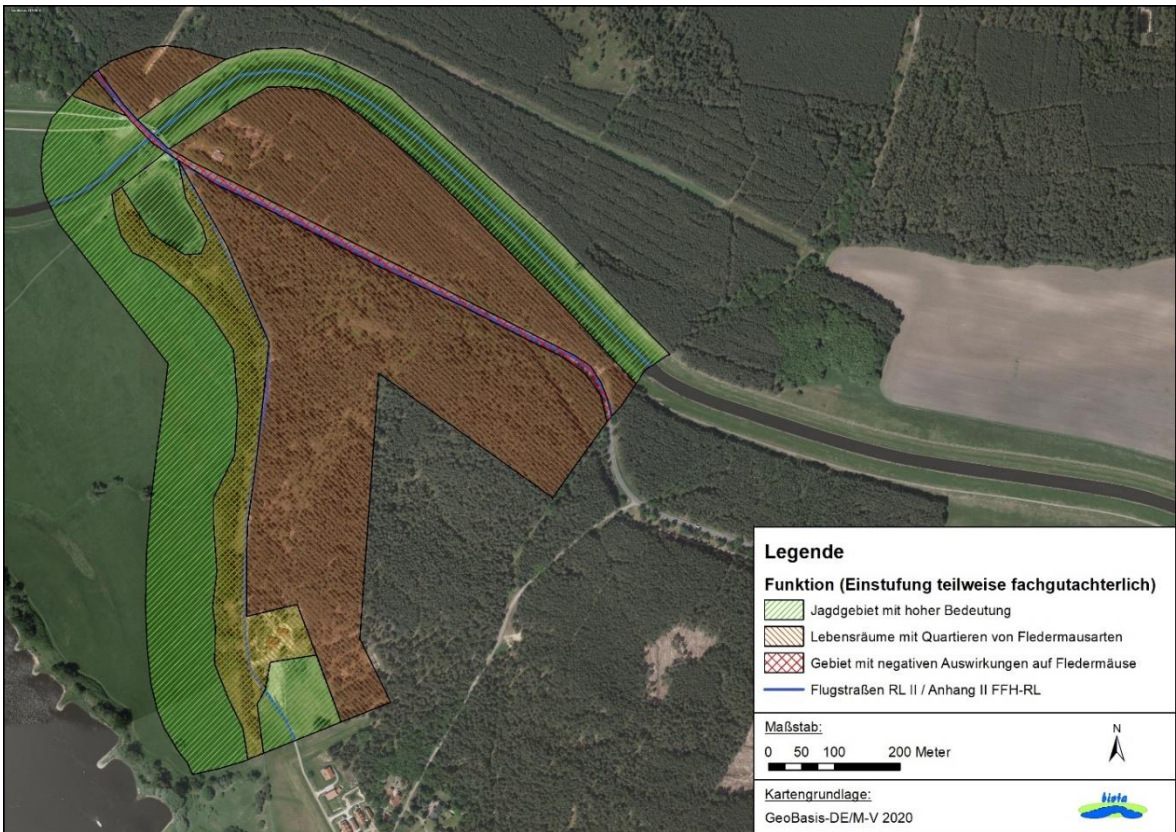 Legende
Funktion (Einstufung teilweise fachgutachterlich)
Jagdgebiet mit hoher Bedeutung
Lebensräume mit Quartieren von Fledermausarten
Gebiet mit negativen Auswirkungen auf Fledermäuse
Flugstraßen RL II / Anhang II FFH-RL
Maßstab:
0 50 100 200 Meter
N
Kartengrundlage:
GeoBasis-DE/M-V 2020
biota